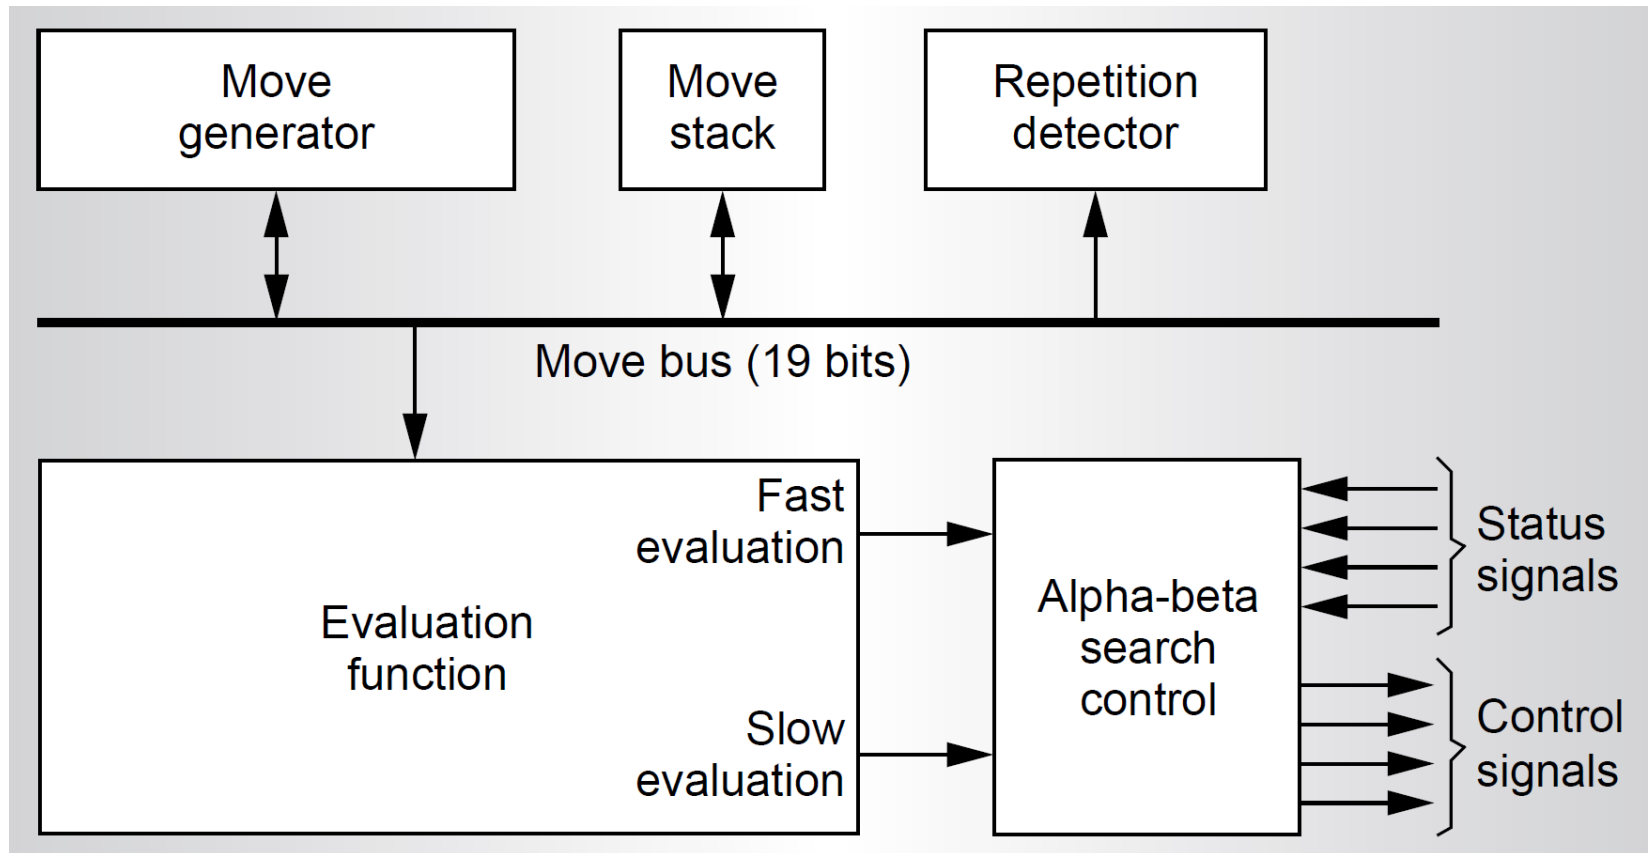 Move
generator
Move
stack
Repetition
detector
Move bus (19 bits)
Fast
evaluation
Evaluation
function
Slow
evaluation
Alpha-beta
search
control
Status
signals
Control
signals